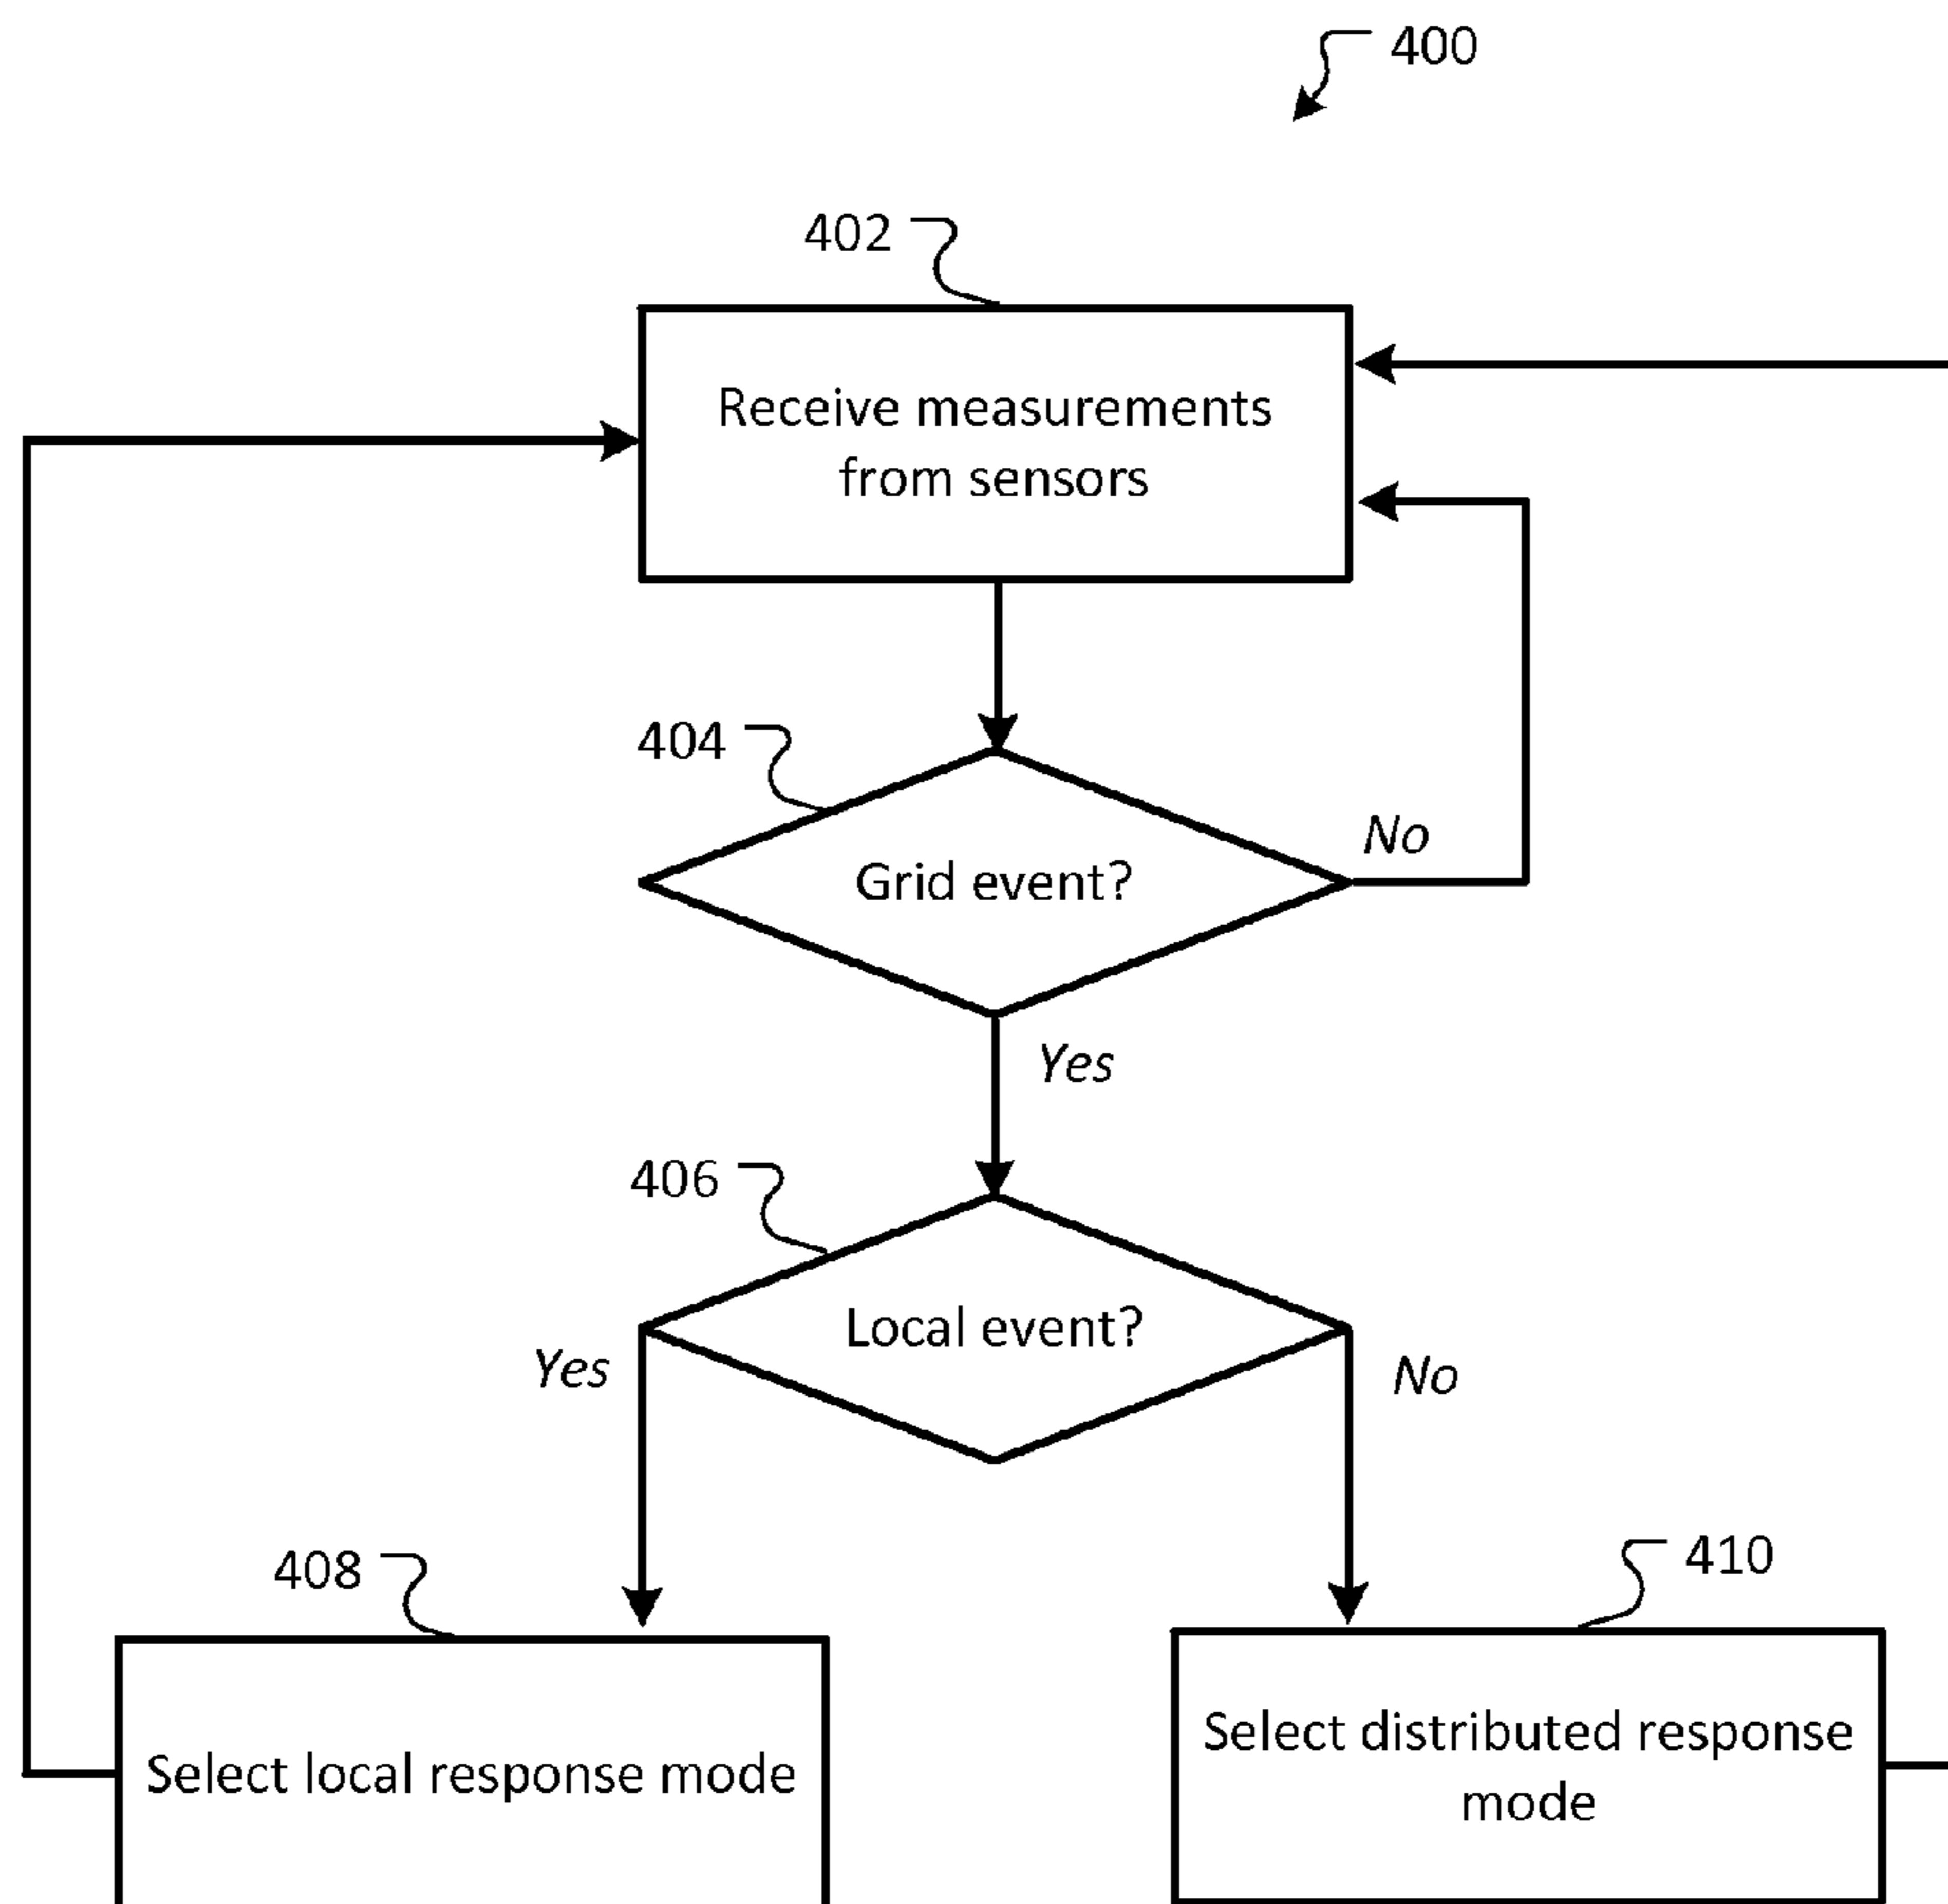 400
402
Receive measurements
from sensors
404
Grid event?
No
Yes
406
Local event?
Yes
No
408
410
Select local response mode
Select distributed response
mode